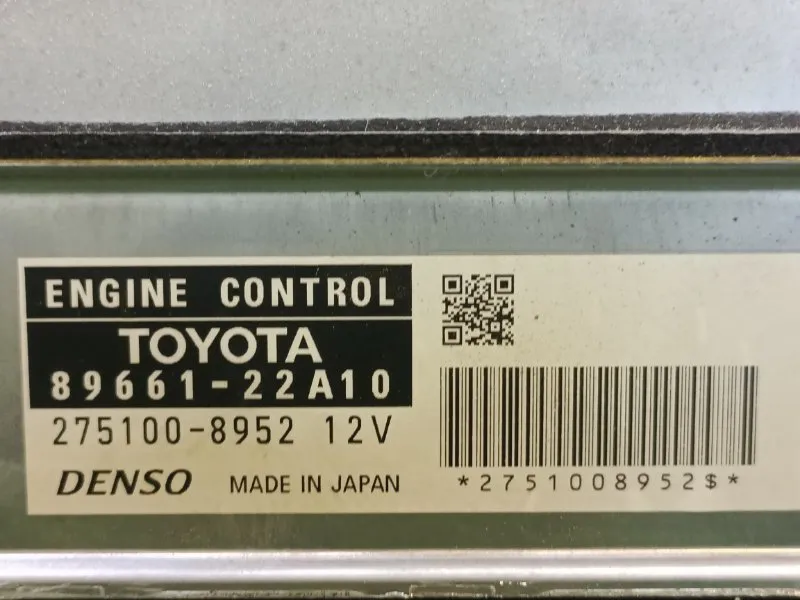 ENGINE CONTROL
TOYOTA
89661-22A10
275100-8952 12V
DENSO MADE IN JAPAN
*2751008952$*